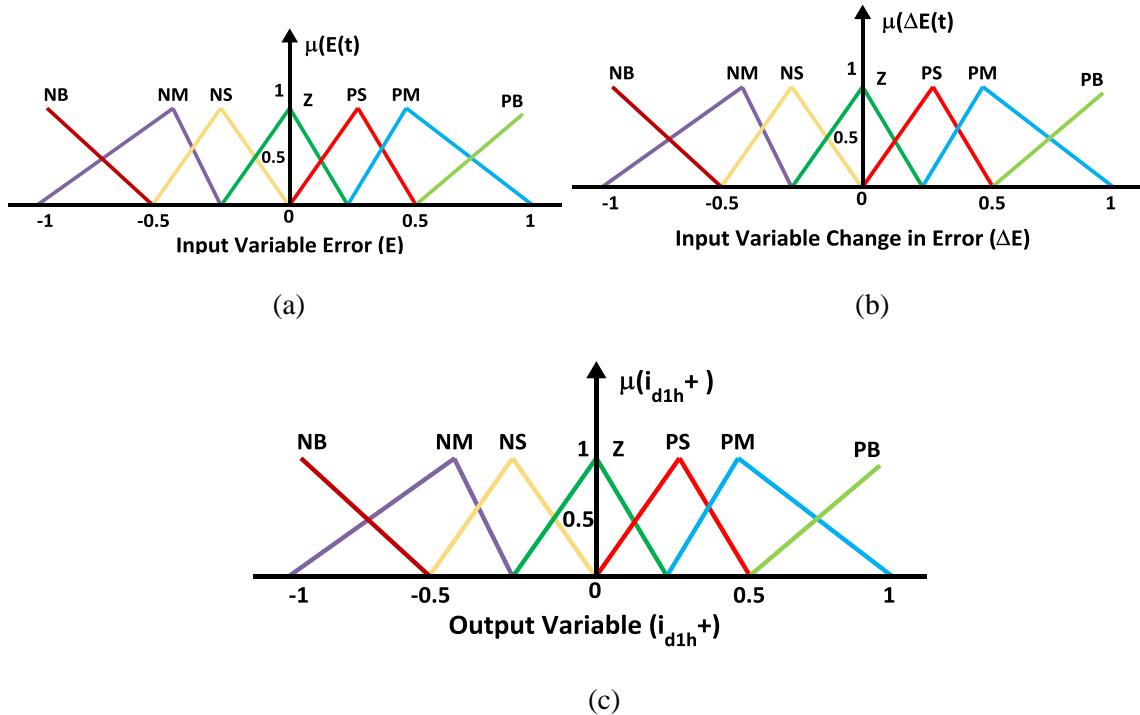 μ(E(t)
NB NM NS 1 Z PS PM PB
0.5
-1 -0.5 0 0.5 1
Input Variable Error (E)
(a)
μ(ΔE(t)
NB NM NS 1 Z PS PM PB
0.5
-1 -0.5 0 0.5 1
Input Variable Change in Error (ΔE)
(b)
μ(i_d1h+ )
NB NM NS 1 Z PS PM PB
0.5
-1 -0.5 0 0.5 1
Output Variable (i_d1h+)
(c)